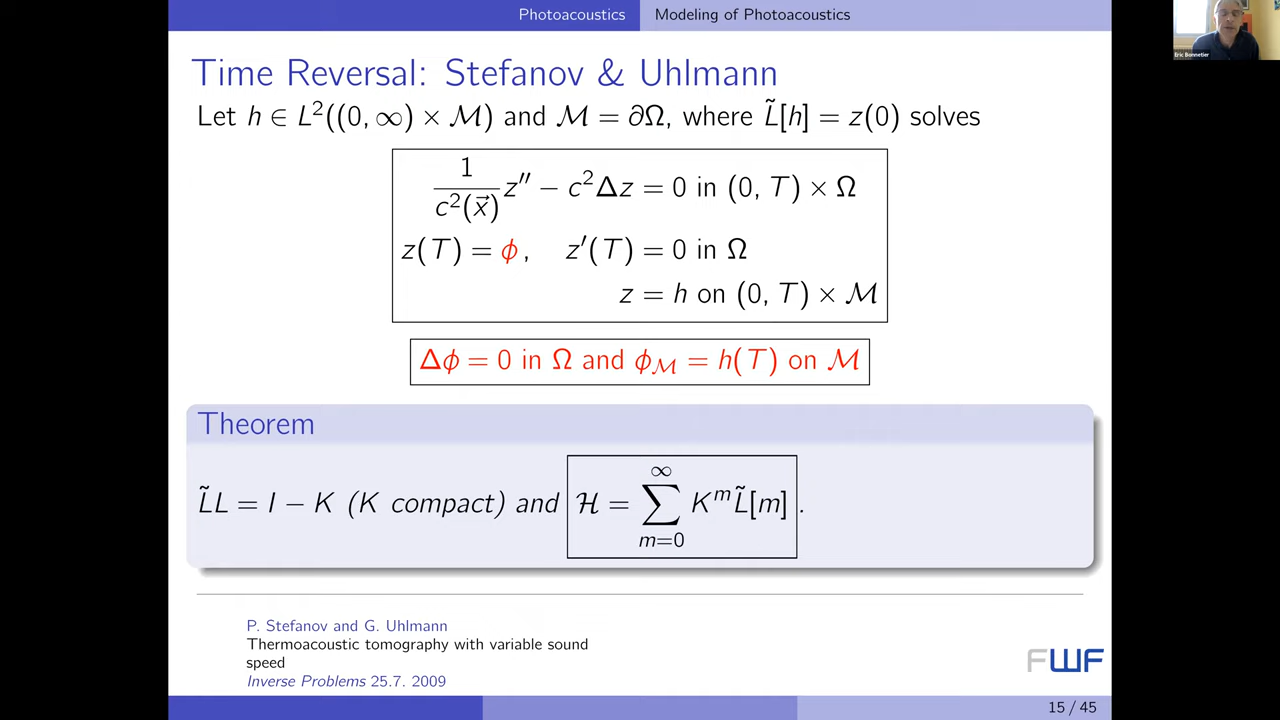 Photoacoustics Modeling of Photoacoustics
Eric Bonnetier
Time Reversal: Stefanov & Uhlmann
Let h ∈ L²((0, ∞) × ℳ) and ℳ = ∂Ω, where L̃[h] = z(0) solves
1/c²(x⃗) z″ − c²Δz = 0 in (0, T) × Ω
z(T) = ϕ, z′(T) = 0 in Ω
z = h on (0, T) × ℳ
Δϕ = 0 in Ω and ϕ_ℳ = h(T) on ℳ
Theorem
L̃L = I − K (K compact) and ℋ = ∑_{m=0}^{∞} K^m L̃[m] .
P. Stefanov and G. Uhlmann
Thermoacoustic tomography with variable sound
speed
Inverse Problems 25.7. 2009
FWF
15 / 45